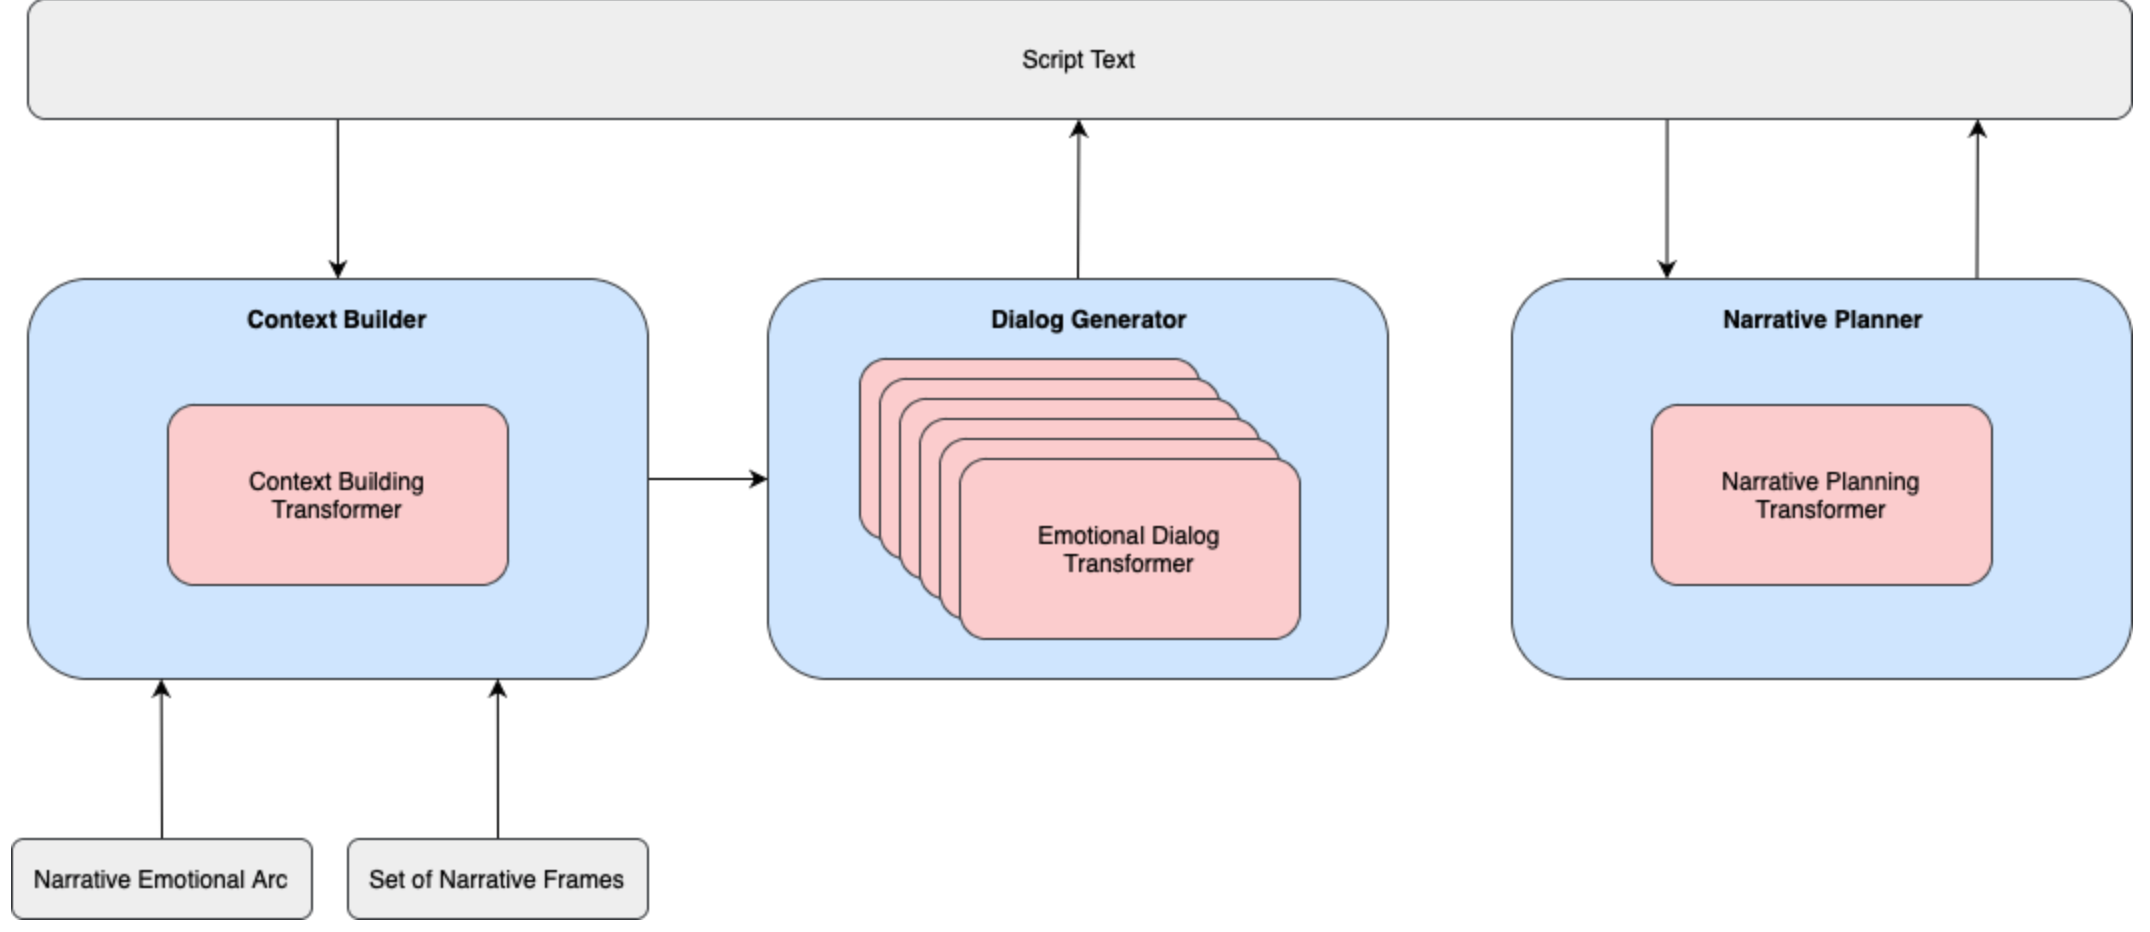 Script Text
Context Builder
Dialog Generator
Narrative Planner
Context Building
Transformer
Emotional Dialog
Transformer
Narrative Planning
Transformer
Narrative Emotional Arc
Set of Narrative Frames